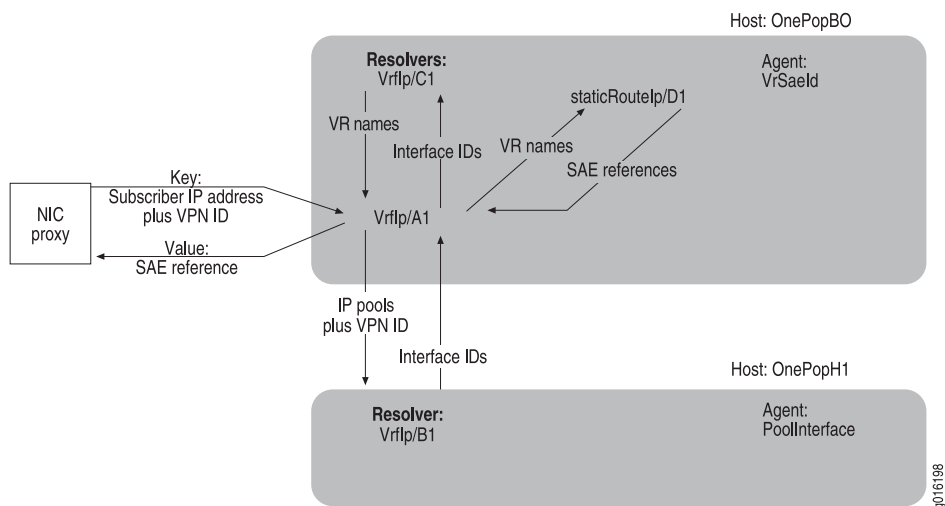 Host: OnePopBO
Resolvers:
VrfIp/C1
Agent:
VrSaeId
staticRouteIp/D1
VR names
Interface IDs
VR names
SAE references
Key:
Subscriber IP address
plus VPN ID
NIC
proxy
VrfIp/A1
Value:
SAE reference
IP pools
plus VPN ID
Interface IDs
Host: OnePopH1
Resolver:
VrfIp/B1
Agent:
PoolInterface
g016198